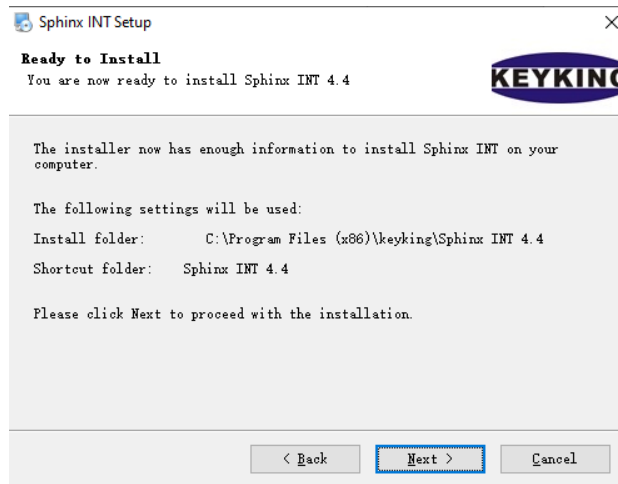 Sphinx INT Setup
Ready to Install
You are now ready to install Sphinx INT 4.4
KEYKING
The installer now has enough information to install Sphinx INT on your
computer.
The following settings will be used:
Install folder: C:\Program Files (x86)\keyking\Sphinx INT 4.4
Shortcut folder: Sphinx INT 4.4
Please click Next to proceed with the installation.
< Back Next > Cancel